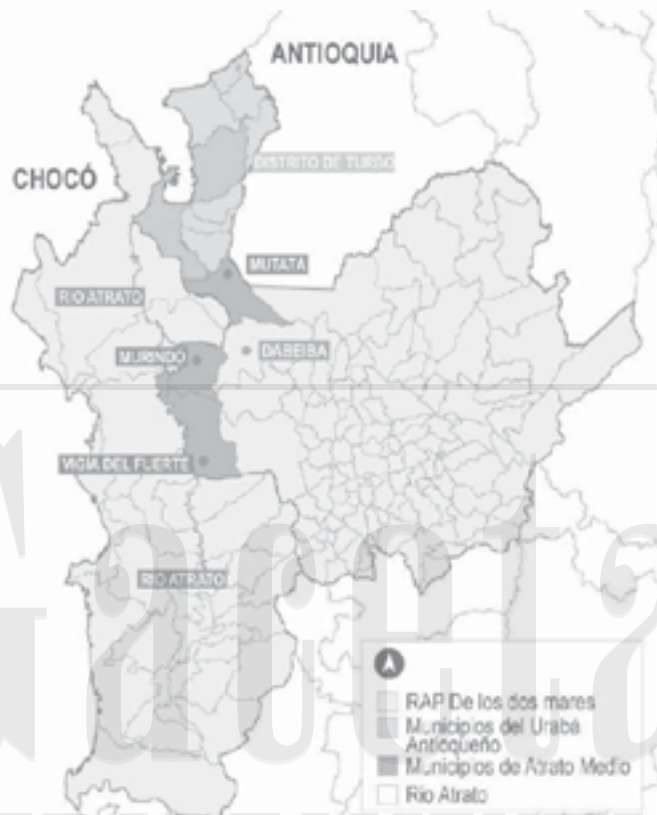 ANTIOQUIA
CHOCÓ
DISTRITO DE TURBO
MUTATÁ
RIO ATRATO
MURINDÓ
DABEIBA
VIGIA DEL FUERTE
RIO ATRATO
Gaceta
RAP De los dos mares
Municipios del Urabá
Antioqueño
Municipios de Atrato Medio
Rio Atrato